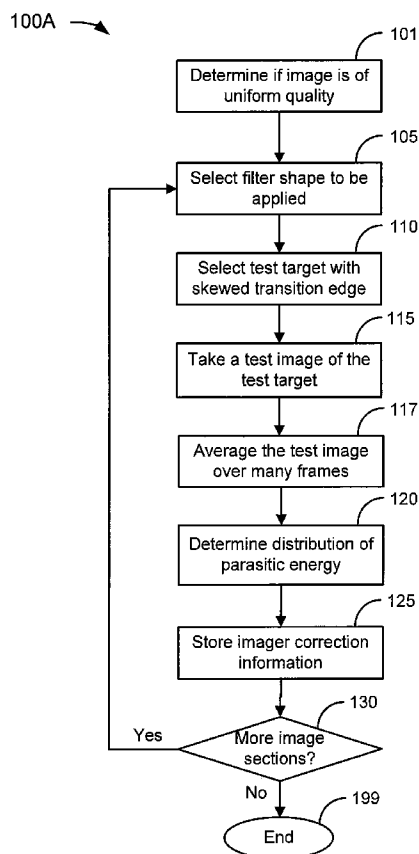 100A
101
Determine if image is of
uniform quality
105
Select filter shape to be
applied
110
Select test target with
skewed transition edge
115
Take a test image of the
test target
117
Average the test image
over many frames
120
Determine distribution of
parasitic energy
125
Store imager correction
information
130
Yes
More image
sections?
No
199
End